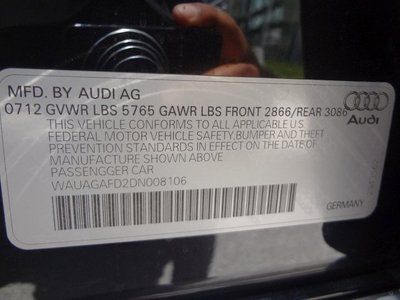 MFD. BY AUDI AG
0712 GVWR LBS 5765 GAWR LBS FRONT 2866/REAR 3086
THIS VEHICLE CONFORMS TO ALL APPLICABLE U.S.
FEDERAL MOTOR VEHICLE SAFETY,BUMPER AND THEFT
PREVENTION STANDARDS IN EFFECT ON THE DATE OF
MANUFACTURE SHOWN ABOVE.
PASSENGGER CAR
WAUAGAFD2DN008106
Audi
GERMANY